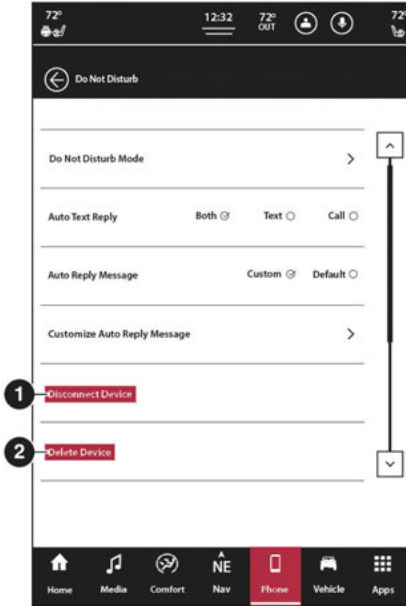 72° 12:32 72° OUT 72°
Do Not Disturb
Do Not Disturb Mode
Auto Text Reply Both Text Call
Auto Reply Message Custom Default
Customize Auto Reply Message
1 Disconnect Device
2 Delete Device
NE
Home Media Comfort Nav Phone Vehicle Apps